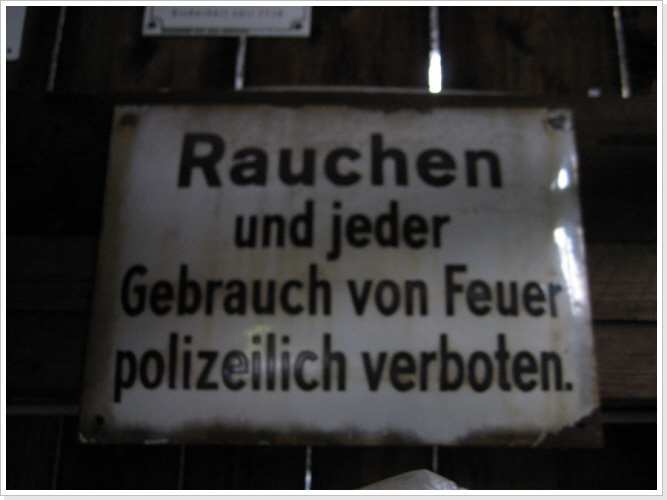 Rauchen
und jeder
Gebrauch von Feuer
polizeilich verboten.